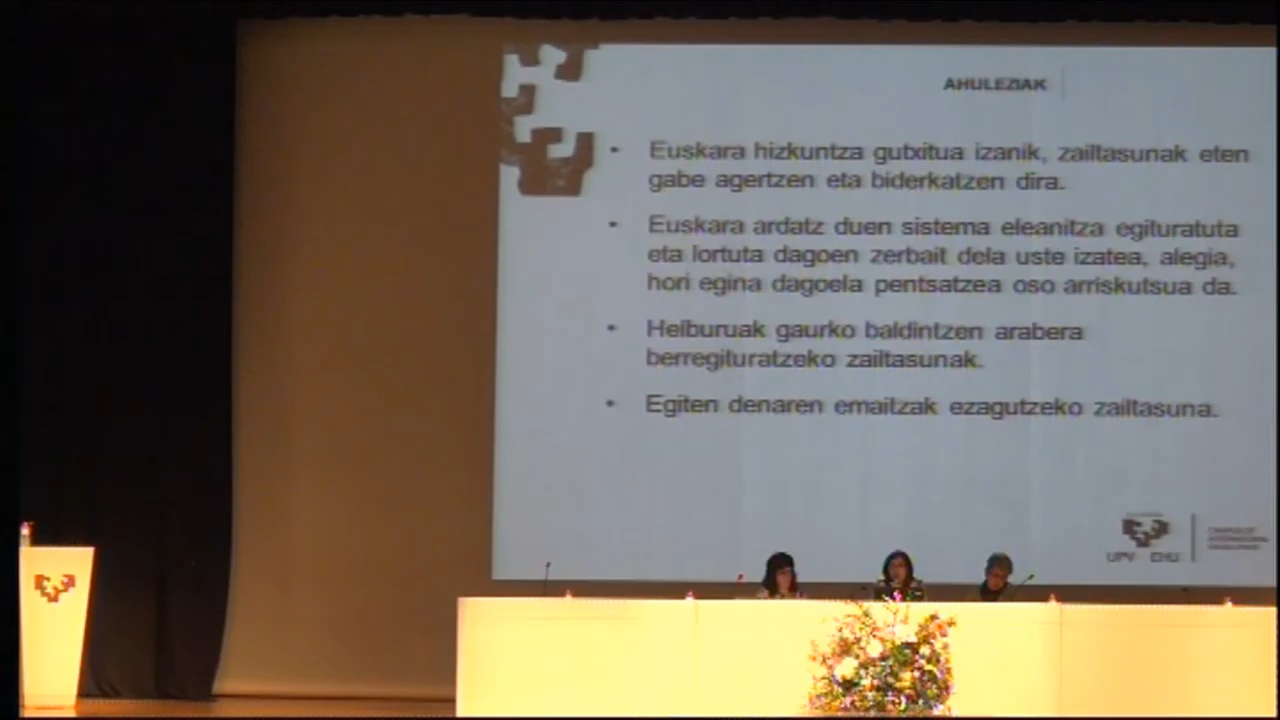 AHULEZIAK
• Euskara hizkuntza gutxitua izanik, zailtasunak eten
gabe agertzen eta biderkatzen dira.
• Euskara ardatz duen sistema eleanitza egituratuta
eta lortuta dagoen zerbait dela uste izatea, alegia,
hori egina dagoela pentsatzea oso arriskutsua da.
• Helburuak gaurko baldintzen arabera
berregituratzeko zailtasunak.
• Egiten denaren emaitzak ezagutzeko zailtasuna.
UPV EHU